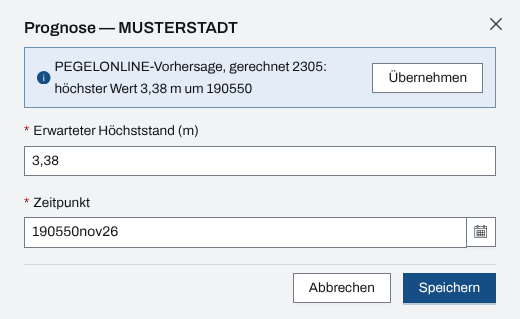 Prognose — MUSTERSTADT
PEGELONLINE-Vorhersage, gerechnet 2305:
höchster Wert 3,38 m um 190550
Übernehmen
* Erwarteter Höchststand (m)
3,38
* Zeitpunkt
190550nov26
Abbrechen
Speichern